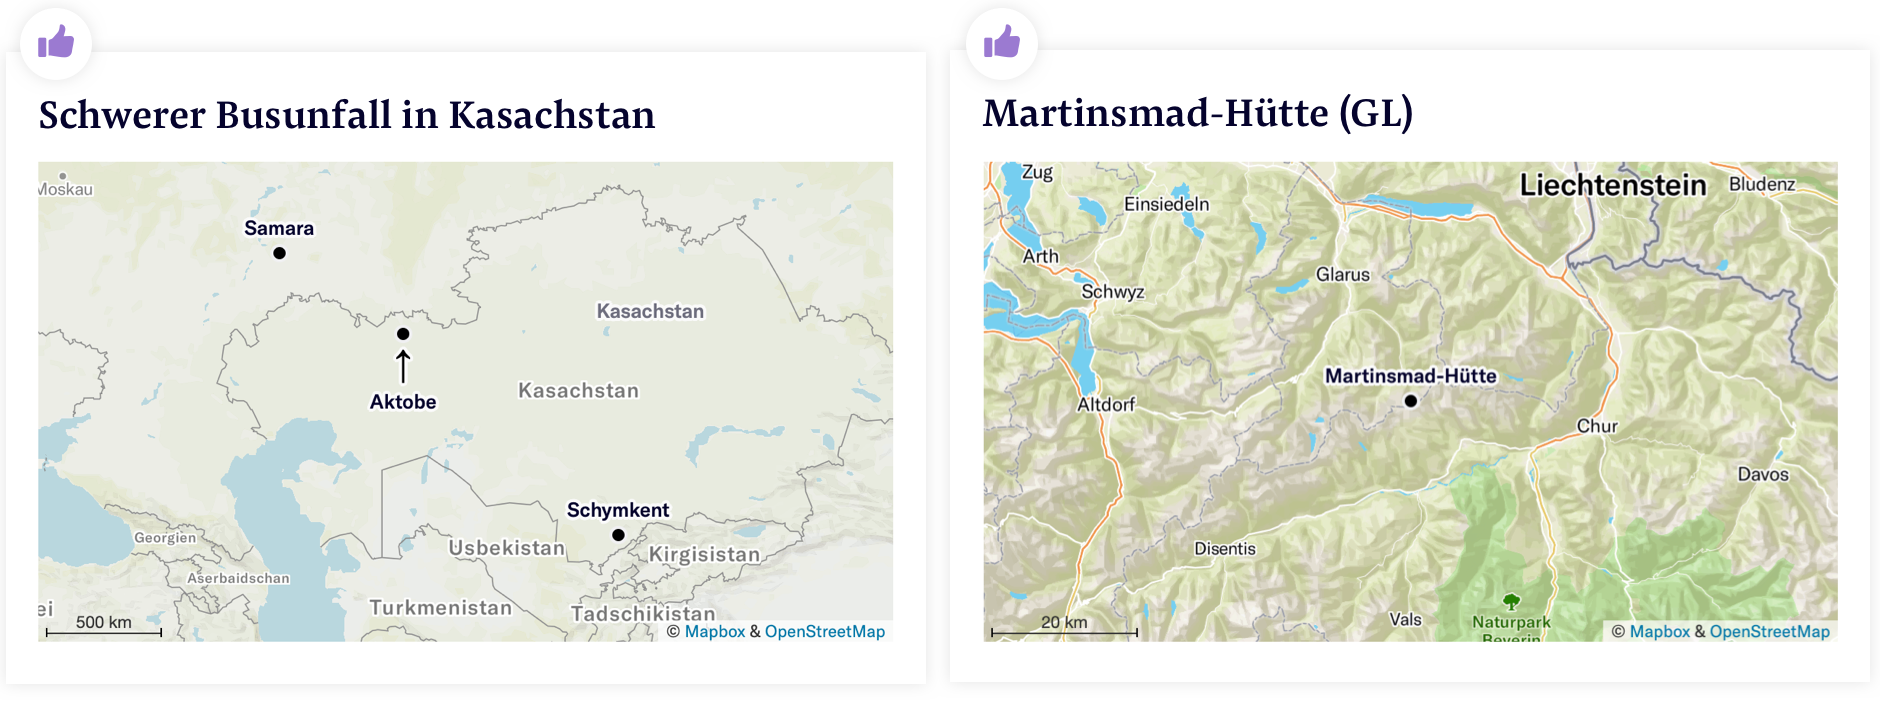 Schwerer Busunfall in Kasachstan
Moskau
Samara
Kasachstan
Kasachstan
Aktobe
Schymkent
Georgien
Usbekistan
Kirgisistan
Aserbaidschan
ei
Turkmenistan
Tadschikistan
500 km
© Mapbox & OpenStreetMap
Martinsmad-Hütte (GL)
Zug
Liechtenstein
Bludenz
Einsiedeln
Arth
Glarus
Schwyz
Martinsmad-Hütte
Altdorf
Chur
Davos
Disentis
Vals
Naturpark
Beverin
20 km
© Mapbox & OpenStreetMap